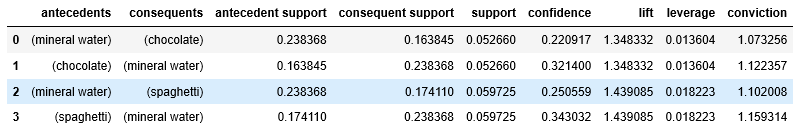 antecedents consequents antecedent support consequent support support confidence lift leverage conviction
0 (mineral water) (chocolate) 0.238368 0.163845 0.052660 0.220917 1.348332 0.013604 1.073256
1 (chocolate) (mineral water) 0.163845 0.238368 0.052660 0.321400 1.348332 0.013604 1.122357
2 (mineral water) (spaghetti) 0.238368 0.174110 0.059725 0.250559 1.439085 0.018223 1.102008
3 (spaghetti) (mineral water) 0.174110 0.238368 0.059725 0.343032 1.439085 0.018223 1.159314